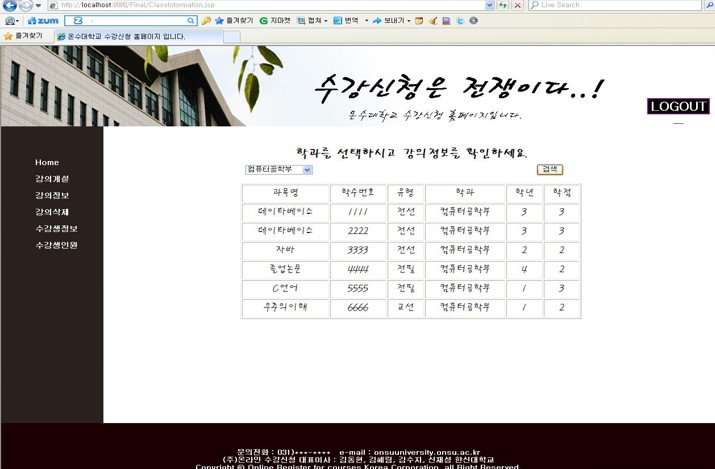 http://localhost:8080/Final/ClassInformation.jsp
Live Search
zum
즐겨찾기
지마켓
캡쳐
번역
보내기
즐겨찾기
온수대학교 수강신청 홈페이지 입니다.
수강신청은 전쟁이다..!
온수대학교 수강신청 홈페이지입니다.
LOGOUT
Home
강의개설
강의정보
강의삭제
수강생정보
수강생인원
학과를 선택하시고 강의정보를 확인하세요.
컴퓨터공학부 검색
과목명 학수번호 유형 학과 학년 학점
데이타베이스 1111 전선 컴퓨터공학부 3 3
데이타베이스 2222 전선 컴퓨터공학부 3 3
자바 3333 전선 컴퓨터공학부 2 2
졸업논문 4444 전필 컴퓨터공학부 4 2
C언어 5555 전필 컴퓨터공학부 1 3
우주의이해 6666 교선 컴퓨터공학부 1 2
문의전화 : 031)***-**** e-mail : onsuuniversity.onsu.ac.kr
(주)온라인 수강신청 대표이사 : 김동현, 김혜림, 김수지, 신재섭 한신대학교
Copyright © Online Register for courses Korea Corporation. all Right Reserved.